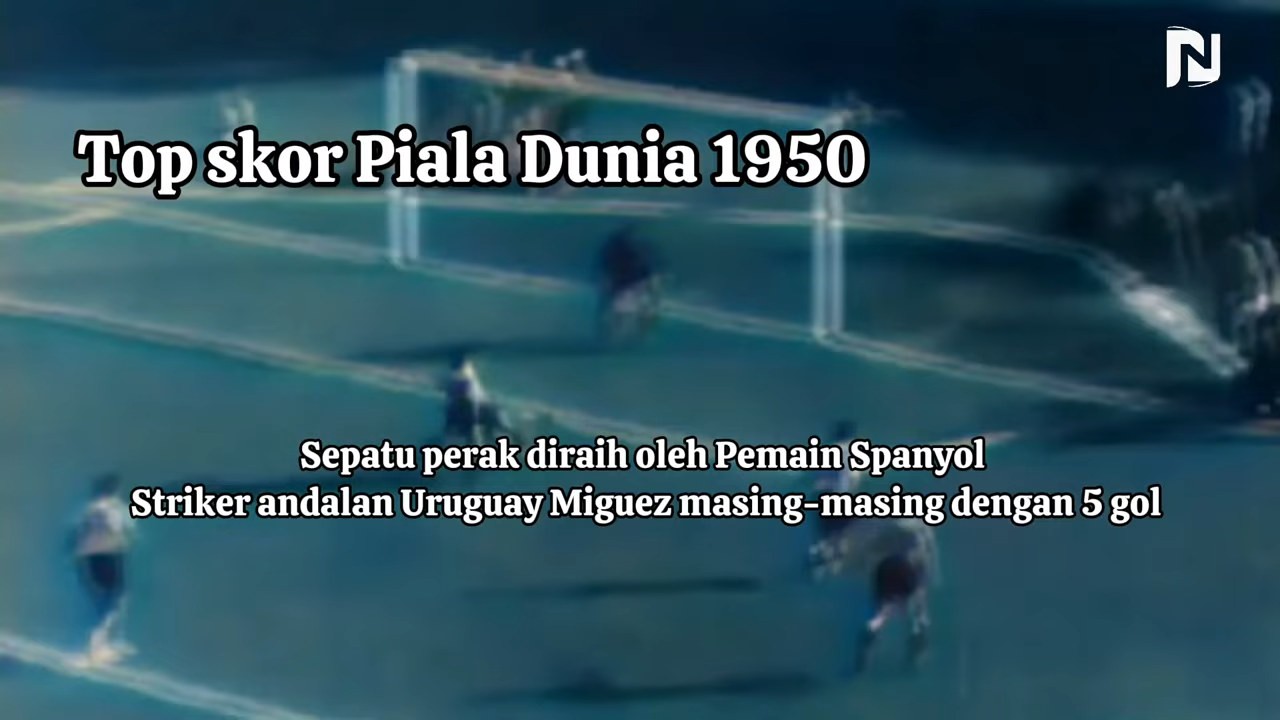 Top skor Piala Dunia 1950
Sepatu perak diraih oleh Pemain Spanyol
Striker andalan Uruguay Miguez masing-masing dengan 5 gol